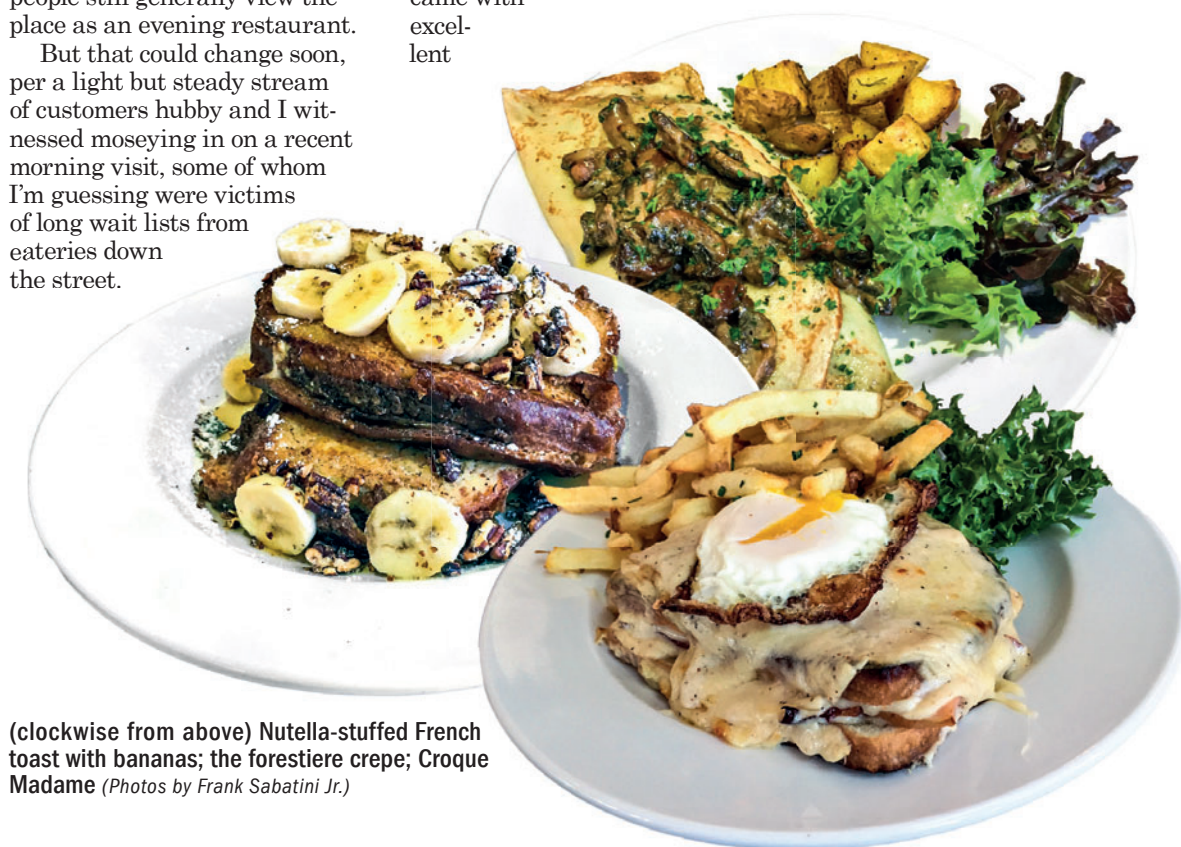 people still generally view the
place as an evening restaurant.
But that could change soon,
per a light but steady stream
of customers hubby and I wit-
nessed moseying in on a recent
morning visit, some of whom
I'm guessing were victims
of long wait lists from
eateries down
the street.
came with
excel-
lent
(clockwise from above) Nutella-stuffed French
toast with bananas; the forestiere crepe; Croque
Madame (Photos by Frank Sabatini Jr.)